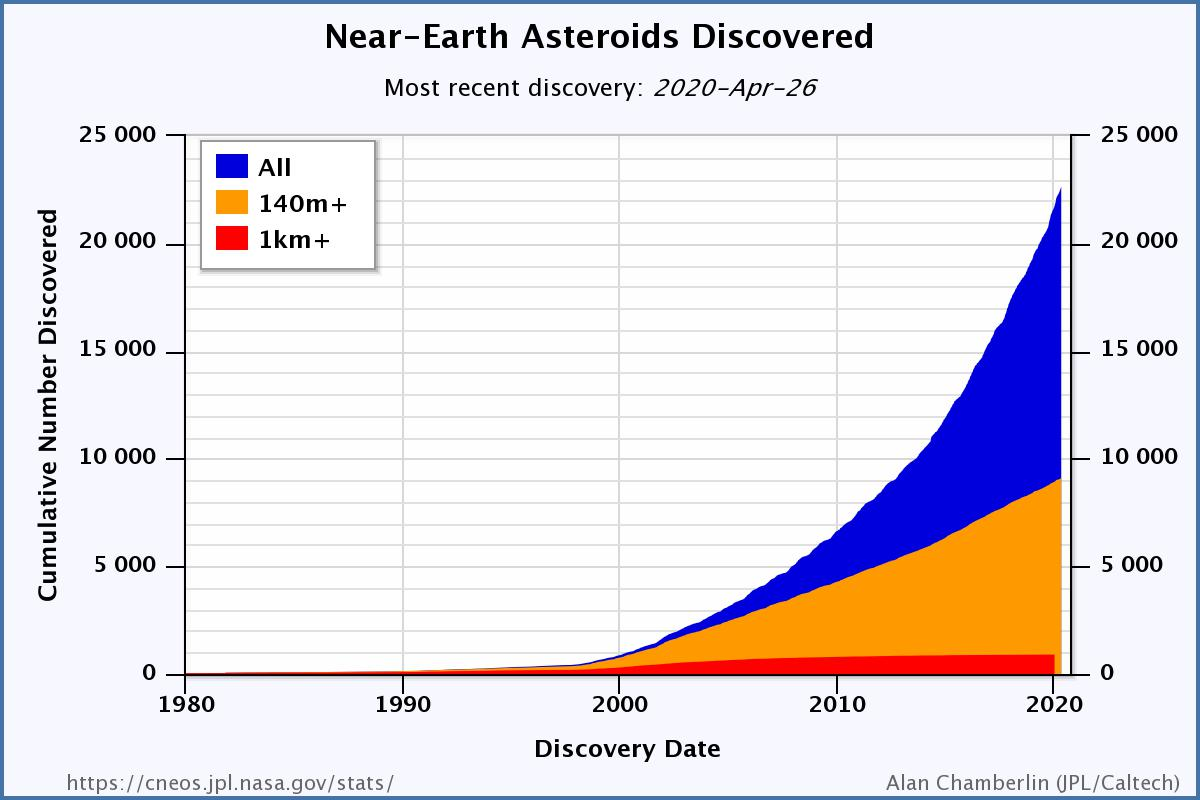 Near-Earth Asteroids Discovered
Most recent discovery: 2020-Apr-26
Cumulative Number Discovered
25 000
20 000
15 000
10 000
5 000
0
All
140m+
1km+
25 000
20 000
15 000
10 000
5 000
0
1980 1990 2000 2010 2020
Discovery Date
https://cneos.jpl.nasa.gov/stats/
Alan Chamberlin (JPL/Caltech)